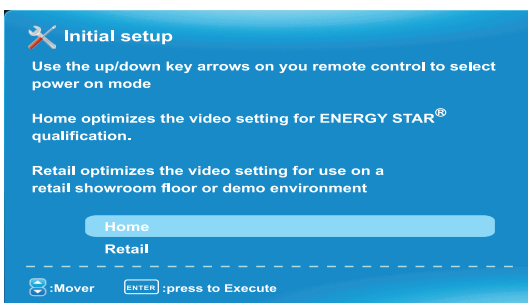 Initial setup
Use the up/down key arrows on you remote control to select
power on mode
Home optimizes the video setting for ENERGY STAR®
qualification.
Retail optimizes the video setting for use on a
retail showroom floor or demo environment
Home
Retail
:Mover ENTER :press to Execute